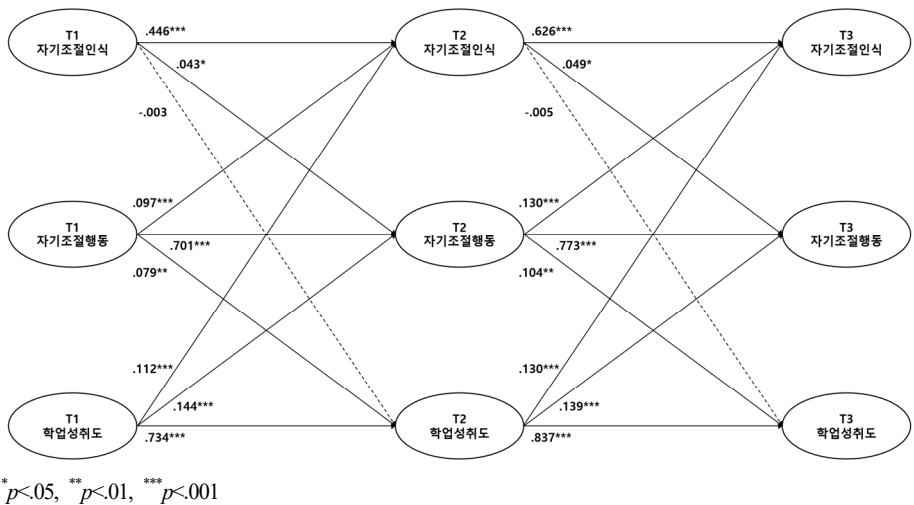 T1
자기조절인식
.446***
.043*
-.003
T2
자기조절인식
.626***
.049*
-.005
T3
자기조절인식
T1
자기조절행동
.097***
.701***
.079**
T2
자기조절행동
.130***
.773***
.104**
T3
자기조절행동
T1
학업성취도
.112***
.144***
.734***
T2
학업성취도
.130***
.139***
.837***
T3
학업성취도
*p<.05, **p<.01, ***p<.001